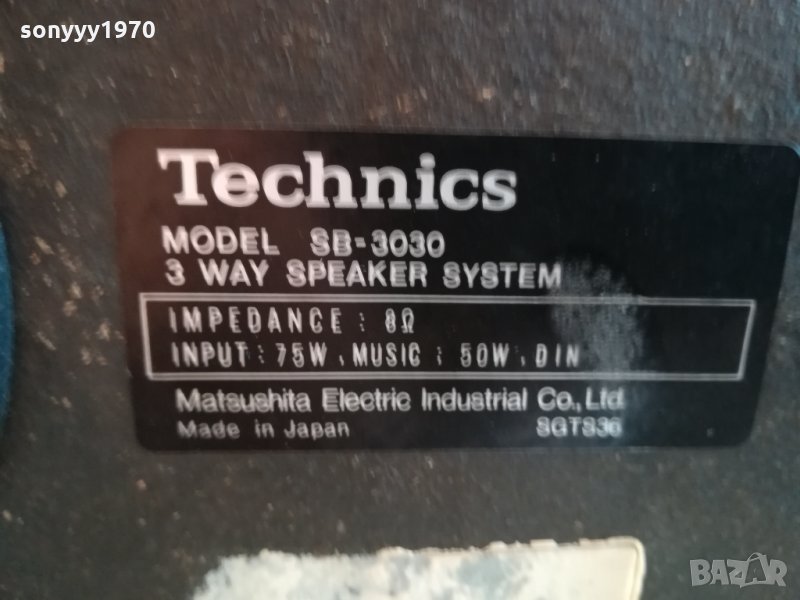 sonyyy1970
Technics
MODEL SB-3030
3 WAY SPEAKER SYSTEM
IMPEDANCE : 8Ω
INPUT : 75W, MUSIC : 50W, DIN
Matsushita Electric Industrial Co., Ltd.
Made in Japan SGTS36
BAZAR